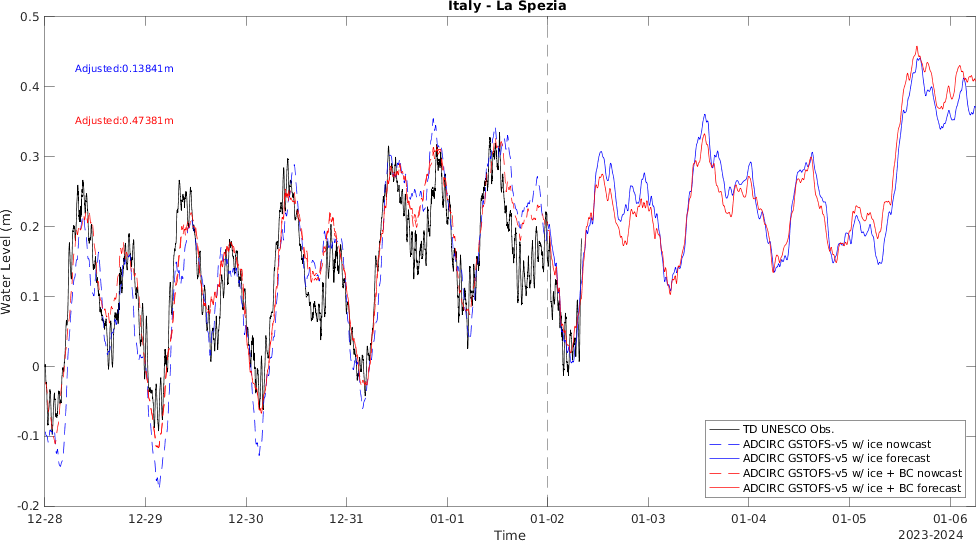 Italy - La Spezia
0.5
Adjusted:0.13841m
0.4
Adjusted:0.47381m
0.3
0.2
Water Level (m)
0.1
0
-0.1
-0.2
TD UNESCO Obs.
ADCIRC GSTOFS-v5 w/ ice nowcast
ADCIRC GSTOFS-v5 w/ ice forecast
ADCIRC GSTOFS-v5 w/ ice + BC nowcast
ADCIRC GSTOFS-v5 w/ ice + BC forecast
12-28 12-29 12-30 12-31 01-01 01-02 01-03 01-04 01-05 01-06
Time
2023-2024